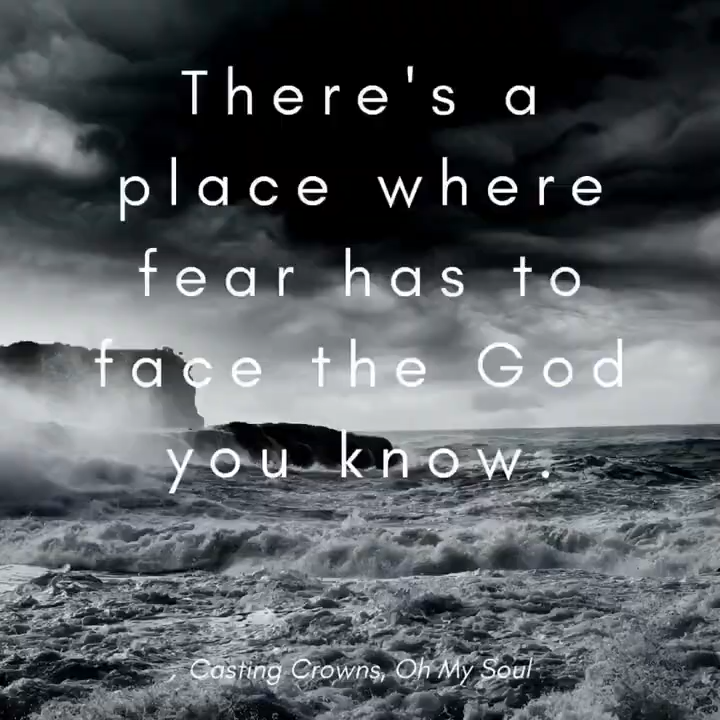 There's a
place where
fear has to
face the God
you know.
Casting Crowns, Oh My Soul